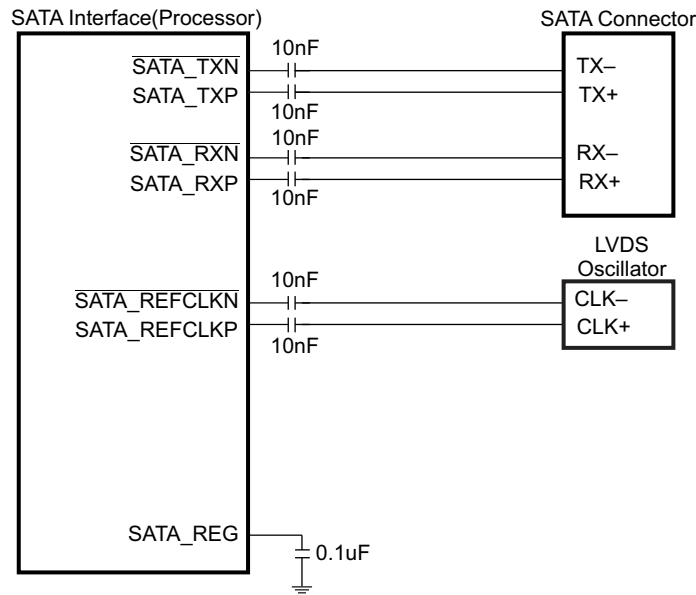 SATA Interface(Processor)
SATA Connector
10nF
SATA_TXN
TX–
SATA_TXP
TX+
10nF
10nF
SATA_RXN
RX–
SATA_RXP
RX+
10nF
LVDS
Oscillator
10nF
SATA_REFCLKN
CLK–
SATA_REFCLKP
CLK+
10nF
SATA_REG
0.1uF